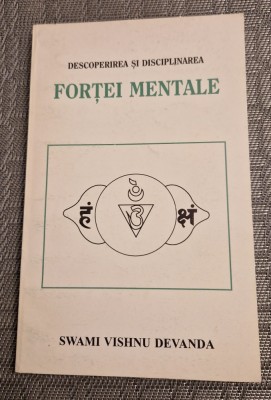 DESCOPERIREA ȘI DISCIPLINAREA
FORȚEI MENTALE
हं ॐ क्षं
SWAMI VISHNU DEVANDA